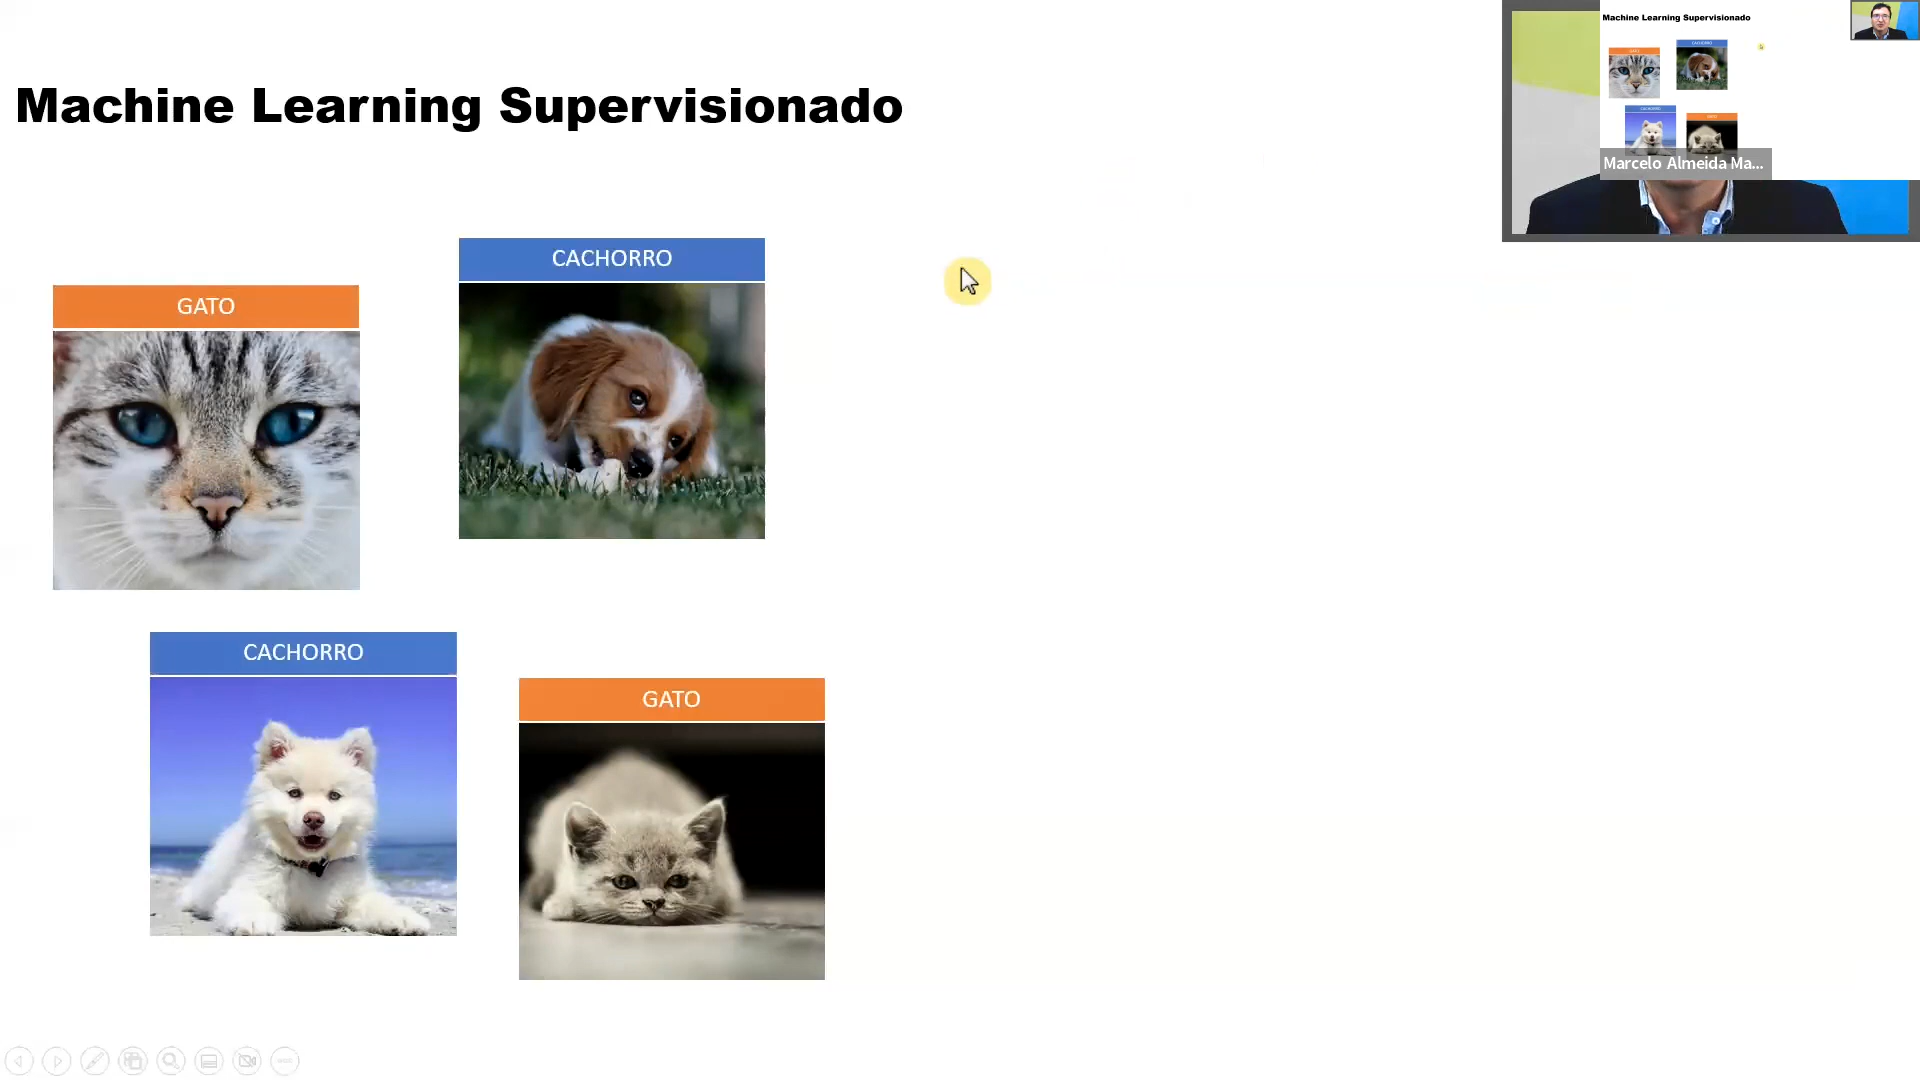 Machine Learning Supervisionado
Machine Learning Supervisionado
Marcelo Almeida Ma...
GATO
CACHORRO
CACHORRO
GATO